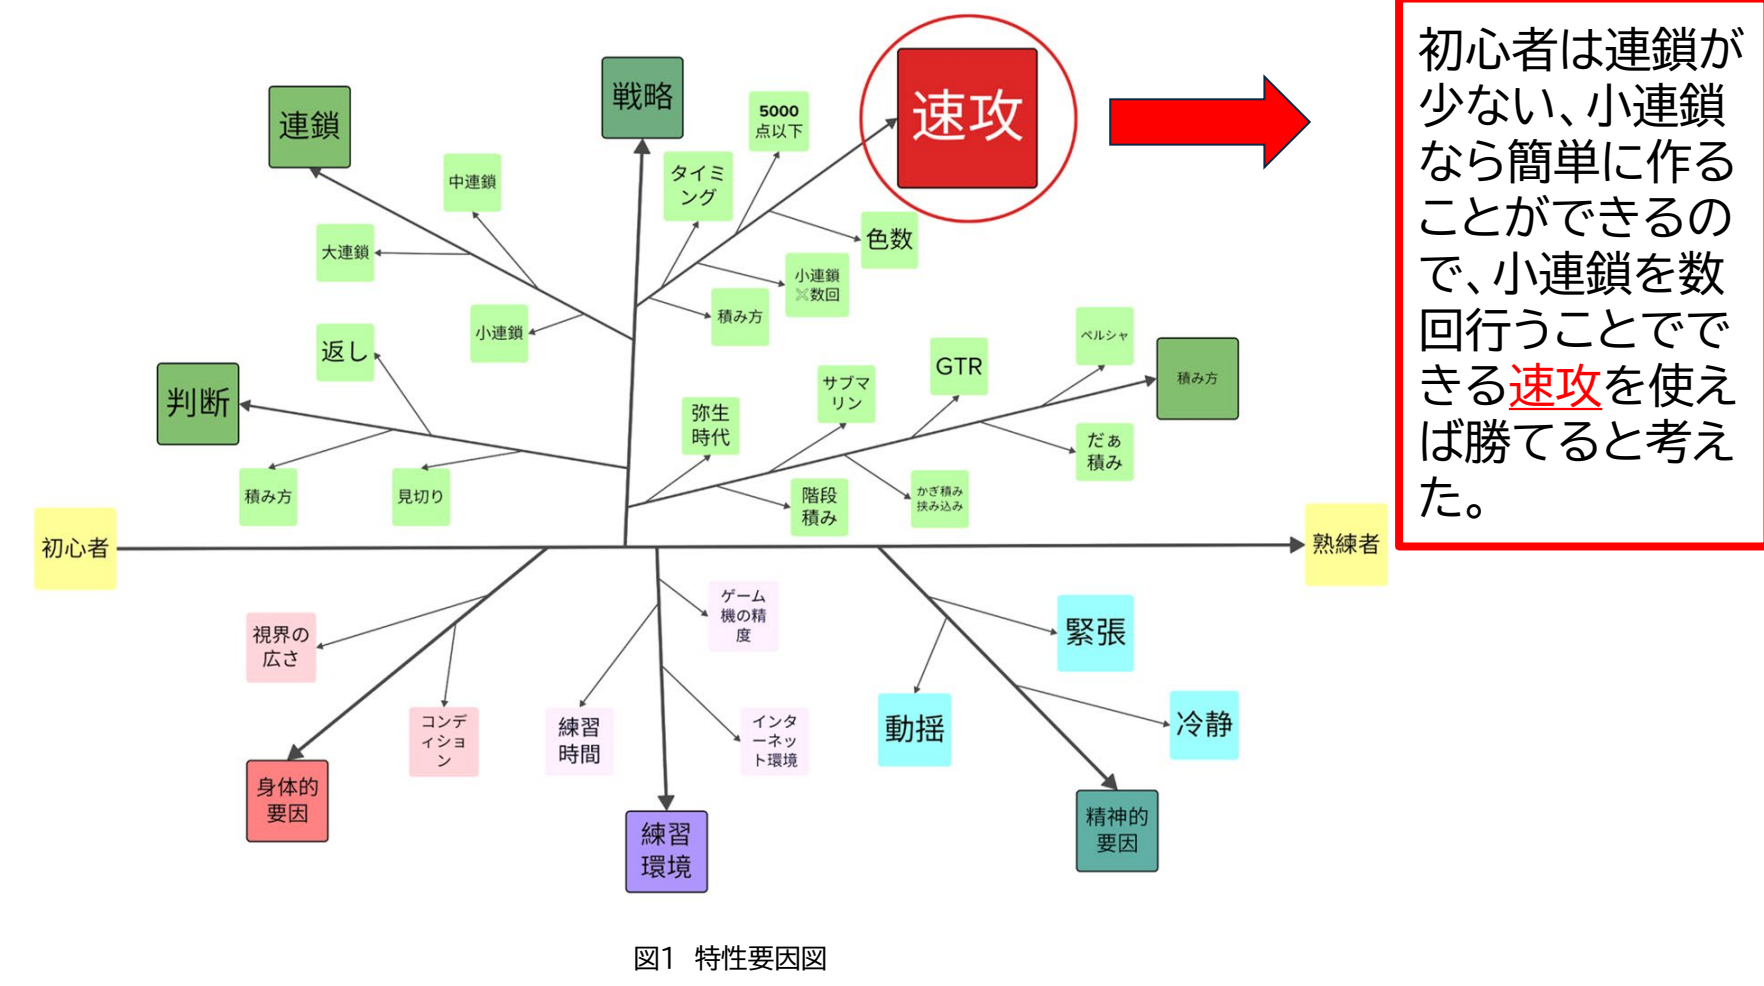 連鎖
戦略
5000
点以下
速攻
中連鎖
タイミ
ング
大連鎖
色数
小連鎖
×数回
小連鎖
積み方
返し
判断
積み方
見切り
弥生
時代
サブマ
リン
GTR
ペルシャ
積み方
階段
積み
かぎ積み
挟み込み
だぁ
積み
初心者
熟練者
視界の
広さ
コンデ
ィショ
ン
身体的
要因
ゲーム
機の精
度
練習
時間
インタ
ーネッ
ト環境
練習
環境
緊張
動揺
冷静
精神的
要因
初心者は連鎖が
少ない、小連鎖
なら簡単に作る
ことができるの
で、小連鎖を数
回行うことでで
きる速攻を使え
ば勝てると考え
た。
図1 特性要因図